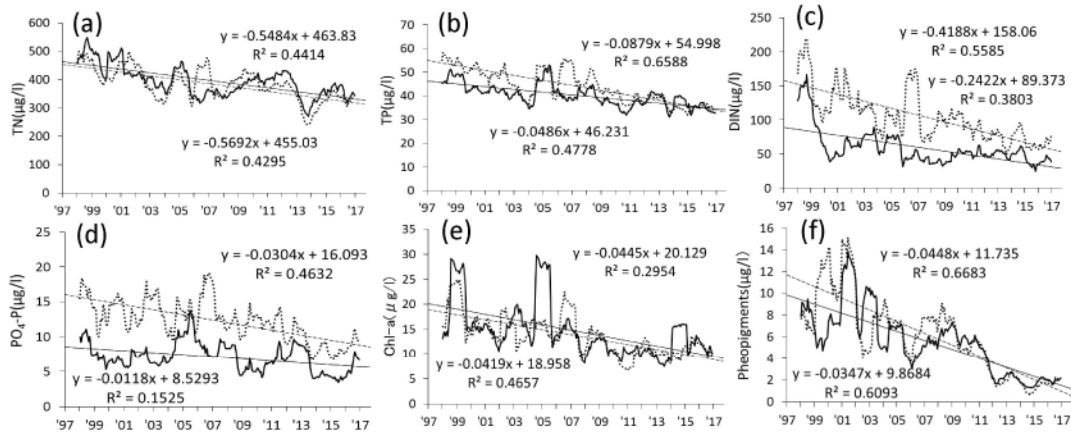 (a)
TN(μg/l)
600
500
400
300
200
100
0
y = -0.5484x + 463.83
R² = 0.4414
y = -0.5692x + 455.03
R² = 0.4295
'97 '99 '01 '03 '05 '07 '09 '11 '13 '15 '17
(b)
TP(μg/l)
70
60
50
40
30
20
10
0
y = -0.0879x + 54.998
R² = 0.6588
y = -0.0486x + 46.231
R² = 0.4778
'97 '99 '01 '03 '05 '07 '09 '11 '13 '15 '17
(c)
DIN(μg/l)
250
200
150
100
50
0
y = -0.4188x + 158.06
R² = 0.5585
y = -0.2422x + 89.373
R² = 0.3803
'97 '99 '01 '03 '05 '07 '09 '11 '13 '15 '17
(d)
PO₄-P(μg/l)
25
20
15
10
5
0
y = -0.0304x + 16.093
R² = 0.4632
y = -0.0118x + 8.5293
R² = 0.1525
'97 '99 '01 '03 '05 '07 '09 '11 '13 '15 '17
(e)
Chl-a(μg/l)
35
30
25
20
15
10
5
0
y = -0.0445x + 20.129
R² = 0.2954
y = -0.0419x + 18.958
R² = 0.4657
'97 '99 '01 '03 '05 '07 '09 '11 '13 '15 '17
(f)
Pheopigments(μg/l)
16
14
12
10
8
6
4
2
0
y = -0.0448x + 11.735
R² = 0.6683
y = -0.0347x + 9.8684
R² = 0.6093
'97 '99 '01 '03 '05 '07 '09 '11 '13 '15 '17